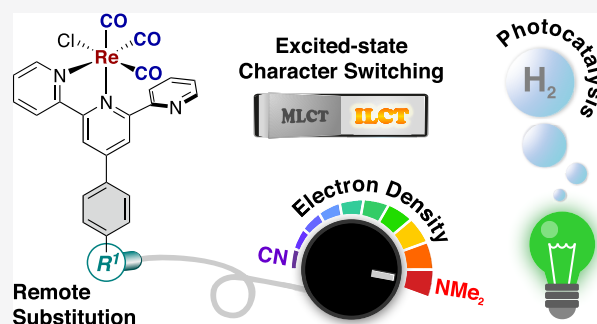 CO
Cl
CO
Re
CO
N
N
N
R¹
Remote
Substitution
Excited-state
Character Switching
MLCT ILCT
Electron Density
CN
NMe₂
Photocatalysis
H₂